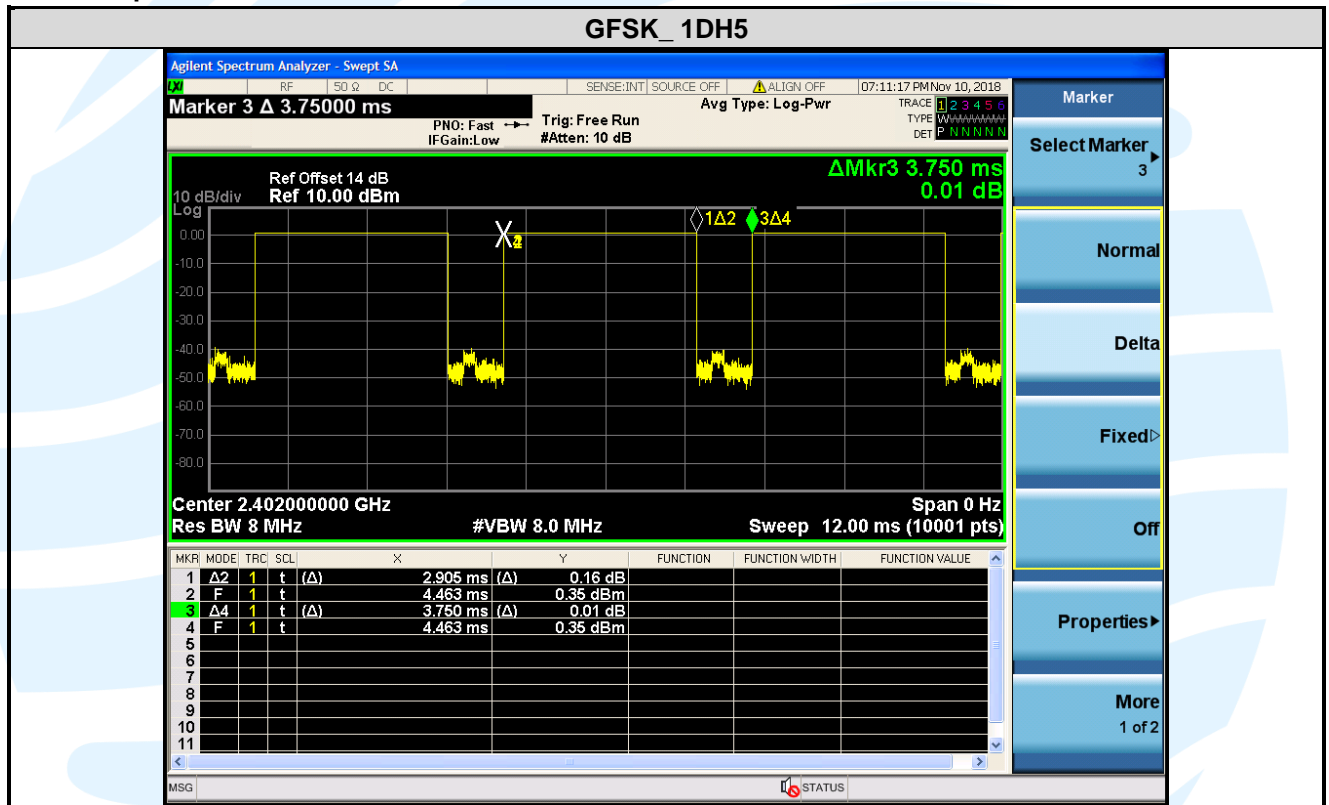 GFSK_ 1DH5
Agilent Spectrum Analyzer - Swept SA
LXI RF 50 Ω DC SENSE:INT SOURCE OFF ALIGN OFF 07:11:17 PM Nov 10, 2018
Marker 3 Δ 3.75000 ms
PNO: Fast
IFGain:Low
Trig: Free Run
#Atten: 10 dB
Avg Type: Log-Pwr
TRACE 1 2 3 4 5 6
TYPE W
DET P N N N N N
ΔMkr3 3.750 ms
0.01 dB
Ref Offset 14 dB
10 dB/div Ref 10.00 dBm
Log
1Δ2 3Δ4
0.00
-10.0
-20.0
-30.0
-40.0
-50.0
-60.0
-70.0
-80.0
Center 2.402000000 GHz Span 0 Hz
Res BW 8 MHz #VBW 8.0 MHz Sweep 12.00 ms (10001 pts)
MKR MODE TRC SCL X Y FUNCTION FUNCTION WIDTH FUNCTION VALUE
1 Δ2 1 t (Δ) 2.905 ms (Δ) 0.16 dB
2 F 1 t 4.463 ms 0.35 dBm
3 Δ4 1 t (Δ) 3.750 ms (Δ) 0.01 dB
4 F 1 t 4.463 ms 0.35 dBm
5
6
7
8
9
10
11
MSG STATUS
Marker
Select Marker
3
Normal
Delta
Fixed
Off
Properties
More
1 of 2